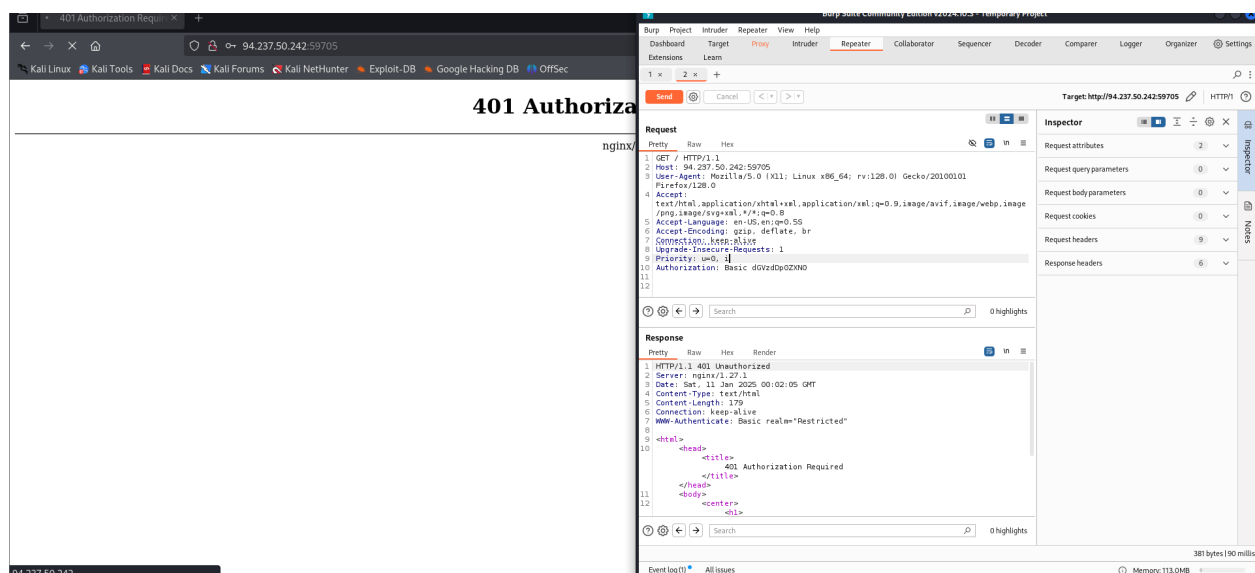 401 Authorization Requir
94.237.50.242:59705
Kali Linux Kali Tools Kali Docs Kali Forums Kali NetHunter Exploit-DB Google Hacking DB OffSec
401 Authoriza
nginx/
94.237.50.242
Burp Suite Community Edition v2024.10.3 - Temporary Project
Burp Project Intruder Repeater View Help
Dashboard Target Proxy Intruder Repeater Collaborator Sequencer Decoder Comparer Logger Organizer Settings
Extensions Learn
1 × 2 × +
Send Cancel < > Target: http://94.237.50.242:59705 HTTP/1
Request
Pretty Raw Hex
1 GET / HTTP/1.1
2 Host: 94.237.50.242:59705
3 User-Agent: Mozilla/5.0 (X11; Linux x86_64; rv:128.0) Gecko/20100101
Firefox/128.0
4 Accept:
text/html,application/xhtml+xml,application/xml;q=0.9,image/avif,image/webp,image
/png,image/svg+xml,*/*;q=0.8
5 Accept-Language: en-US,en;q=0.5S
6 Accept-Encoding: gzip, deflate, br
7 Connection: keep-alive
8 Upgrade-Insecure-Requests: 1
9 Priority: u=0, i
10 Authorization: Basic dGVzdDp0ZXN0
11
12
Search 0 highlights
Response
Pretty Raw Hex Render
1 HTTP/1.1 401 Unauthorized
2 Server: nginx/1.27.1
3 Date: Sat, 11 Jan 2025 00:02:05 GMT
4 Content-Type: text/html
5 Content-Length: 179
6 Connection: keep-alive
7 WWW-Authenticate: Basic realm="Restricted"
8
9 <html>
10 <head>
<title>
401 Authorization Required
</title>
</head>
11 <body>
12 <center>
<h1>
Search 0 highlights
Inspector
Request attributes 2
Request query parameters 0
Request body parameters 0
Request cookies 0
Request headers 9
Response headers 6
Inspector
Notes
381 bytes | 90 millis
Event log (1) All issues Memory: 113.0MB